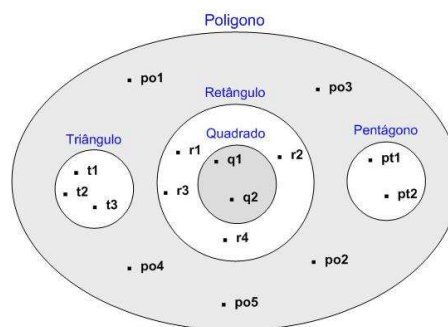 Poligono
po1
po3
Retângulo
Triângulo
Quadrado
Pentágono
r1
q1
r2
pt1
t1
t2
r3
q2
pt2
t3
r4
po4
po2
po5